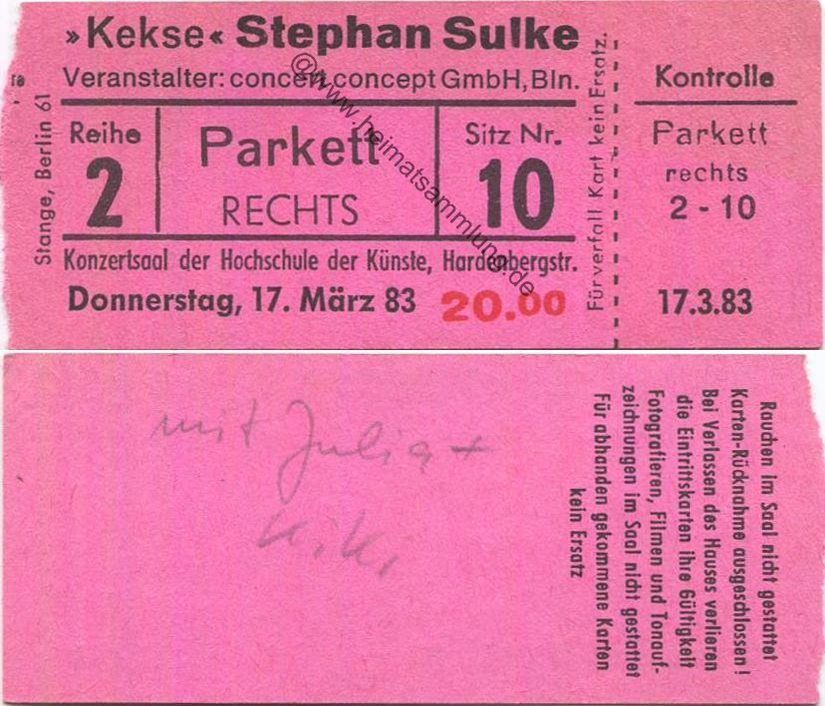 »Kekse« Stephan Sulke
Veranstalter: concert concept GmbH, Bln.
Reihe
2
Parkett
RECHTS
Sitz Nr.
10
Konzertsaal der Hochschule der Künste, Hardenbergstr.
Donnerstag, 17. März 83 20.00
Stange, Berlin 61
Für verfall Kart kein Ersatz.
Kontrolle
Parkett
rechts
2 - 10
17.3.83
@www.heimatsammlung.de
mit Julia +
Kiki
Rauchen im Saal nicht gestattet
Karten-Rücknahme ausgeschlossen!
Bei Verlassen des Hauses verlieren
die Eintrittskarten ihre Gültigkeit
Fotografieren, Filmen und Tonauf-
zeichnungen im Saal nicht gestattet
Für abhanden gekommene Karten
kein Ersatz